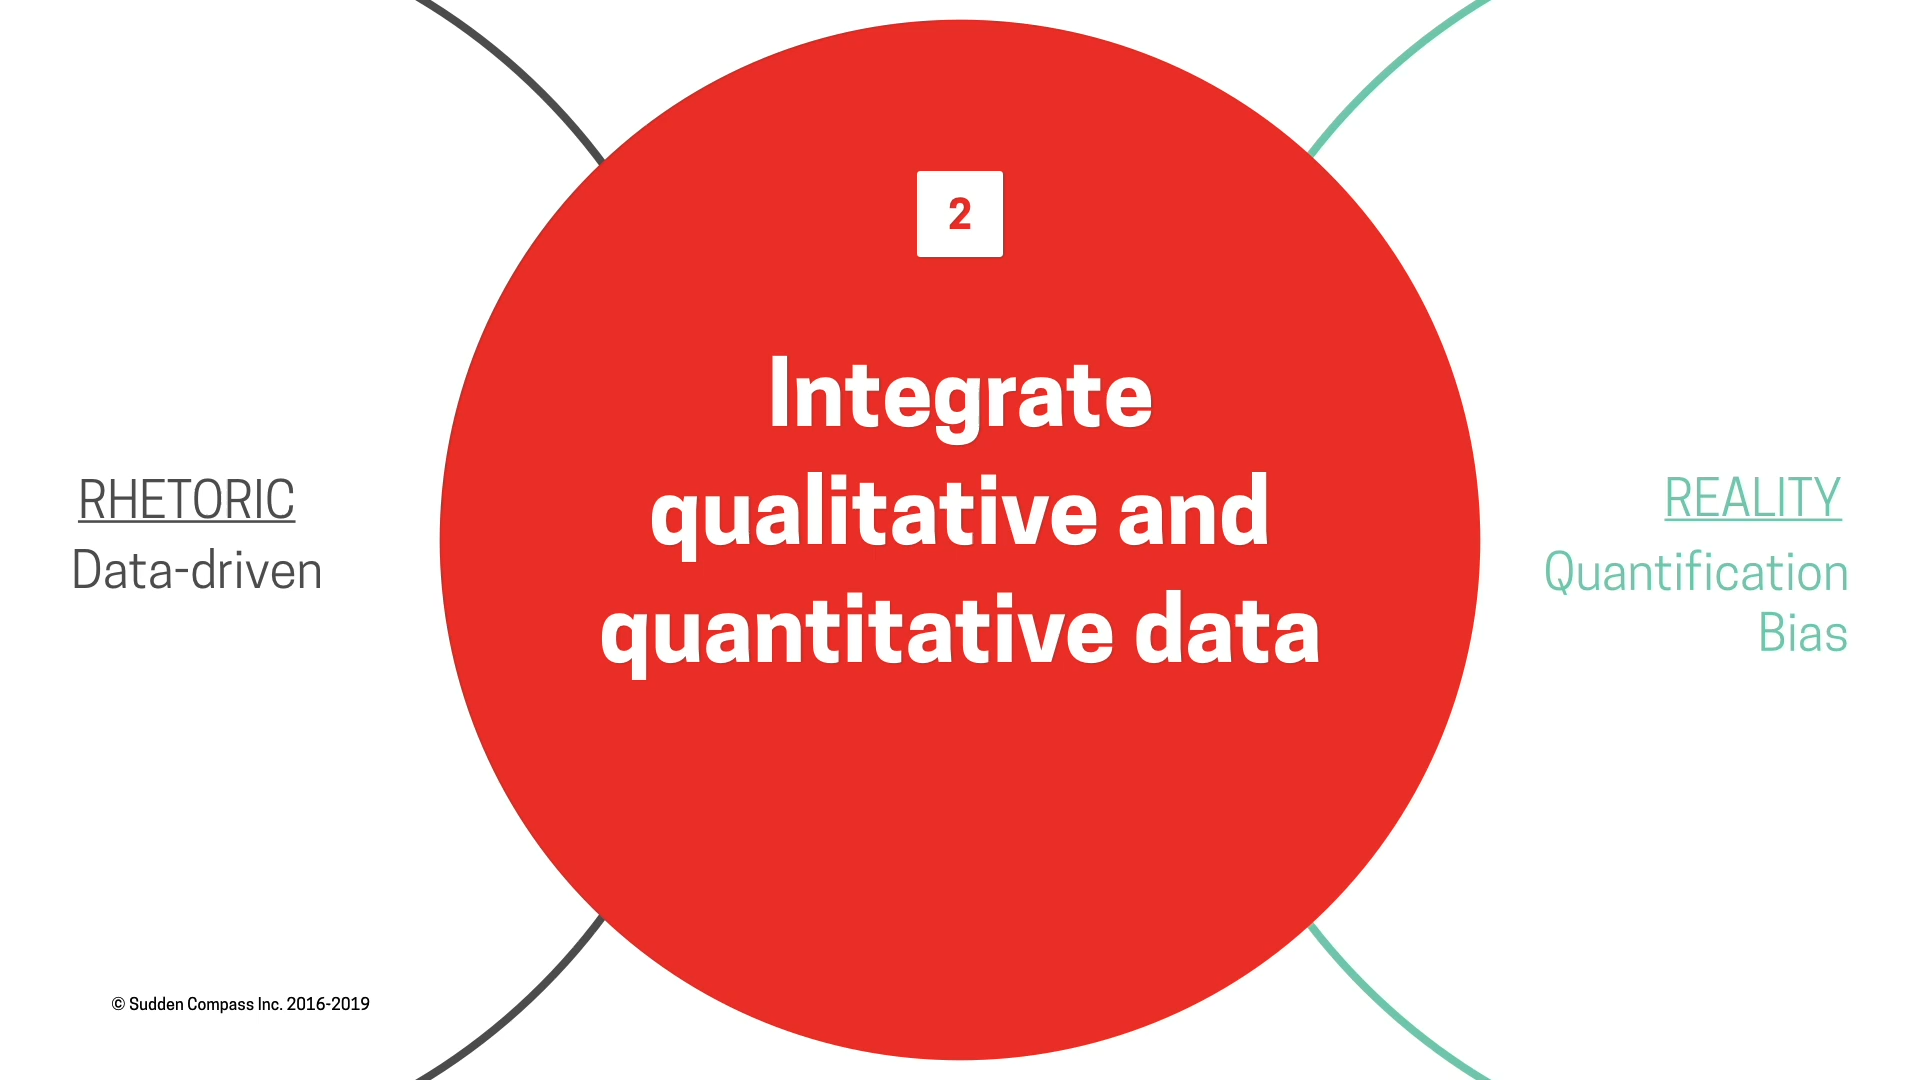 2
Integrate
qualitative and
quantitative data
RHETORIC
Data-driven
REALITY
Quantification
Bias
© Sudden Compass Inc. 2016-2019